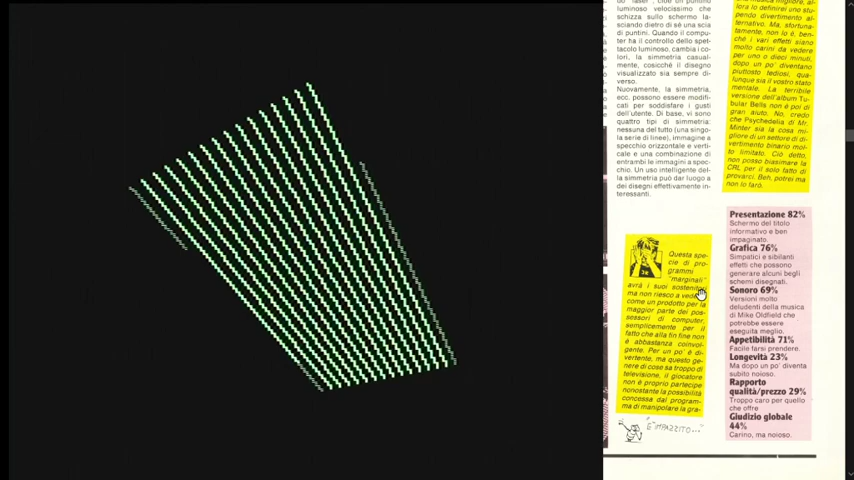 do "laser", cioè un puntino
luminoso velocissimo che
schizza sullo schermo la-
sciando dietro di sé una scia
di puntini. Quando il compu-
ter ha il controllo dello spet-
tacolo luminoso, cambia i co-
lori, la simmetria casual-
mente, cosicché il disegno
visualizzato sia sempre di-
verso.
Nuovamente, la simmetria,
ecc. possono essere modifi-
cati per soddisfare i gusti
dell'utente. Di base, vi sono
quattro tipi di simmetria:
nessuna del tutto (una singo-
la serie di linee), immagine a
specchio orizzontale e verti-
cale e una combinazione di
entrambi le immagini a spec-
chio. Un uso intelligente del-
la simmetria può dar luogo a
dei disegni effettivamente in-
teressanti.
Questa spe-
cie di pro-
grammi
"marginali"
avrà i suoi sostenitori
ma non riesco a veder
come un prodotto per la
maggior parte dei pos-
sessori di computer,
semplicemente per il
fatto che alla fin fine non
è abbastanza coinvol-
gente. Per un po' è di-
vertente, ma questo ge-
nere di cose sa troppo di
televisione, il giocatore
non è proprio partecipe
nonostante la possibilità
concessa dal program-
ma di manipolare la gra-
È IMPAZZITO..."
lora lo definirei uno stu-
pendo divertimento al-
ternativo. Ma, sfortuna-
tamente, non lo è, ben-
ché i vari effetti siano
molto carini da vedere
per uno o dieci minuti,
dopo un po' diventano
piuttosto tediosi, qua-
lunque sia il vostro stato
mentale. La terribile
versione dell'album Tu-
bular Bells non è di
gran aiuto. No, credo
che Psychedelia di Mr.
Minter sia la cosa mi-
gliore di un settore di di-
vertimento binario mol-
to limitato. Ciò detto,
non posso biasimare la
CRL per il solo fatto di
provarci. Beh, potrei ma
non lo farò.
Presentazione 82%
Schermo del titolo
informativo e ben
impaginato.
Grafica 76%
Simpatici e sibilanti
effetti che possono
generare alcuni begli
schemi disegnati.
Sonoro 69%
Versioni molto
deludenti della musica
di Mike Oldfield che
potrebbe essere
eseguita meglio.
Appetibilità 71%
Facile farsi prendere.
Longevità 23%
Ma dopo un po' diventa
subito noioso.
Rapporto
qualità/prezzo 29%
Troppo caro per quello
che offre
Giudizio globale
44%
Carino, ma noioso.